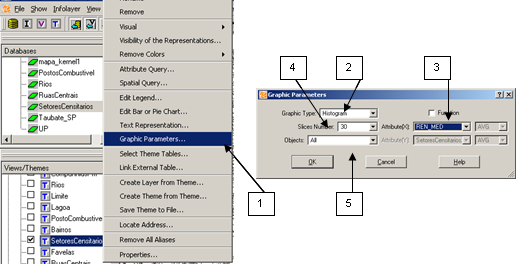 File Show Infolayer View
Databases
mapa_kernel1
PostosCombustivel
Rios
RuasCentrais
SetoresCensitarios
Taubate_SP
UP
Views/Themes
Rios
Limite
Lagoa
PostoCombustive
Bairros
SetoresCensitario
Favelas
RuasCentrais
Remove
Visual
Visibility of the Representations...
Remove Colors
Attribute Query...
Spatial Query...
Edit Legend...
Edit Bar or Pie Chart...
Text Representation...
Graphic Parameters...
Select Theme Tables...
Link External Table...
Create Layer from Theme...
Create Theme from Theme...
Save Theme to File...
Locate Address...
Remove All Aliases
Properties...
1
4
2
3
Graphic Parameters
Graphic Type: Histogram
Function
Slices Number: 30
Attribute(X): REN_MED
AVG
Objects: All
Attribute(Y): SetoresCensitarios
AVG
OK
Cancel
Help
5